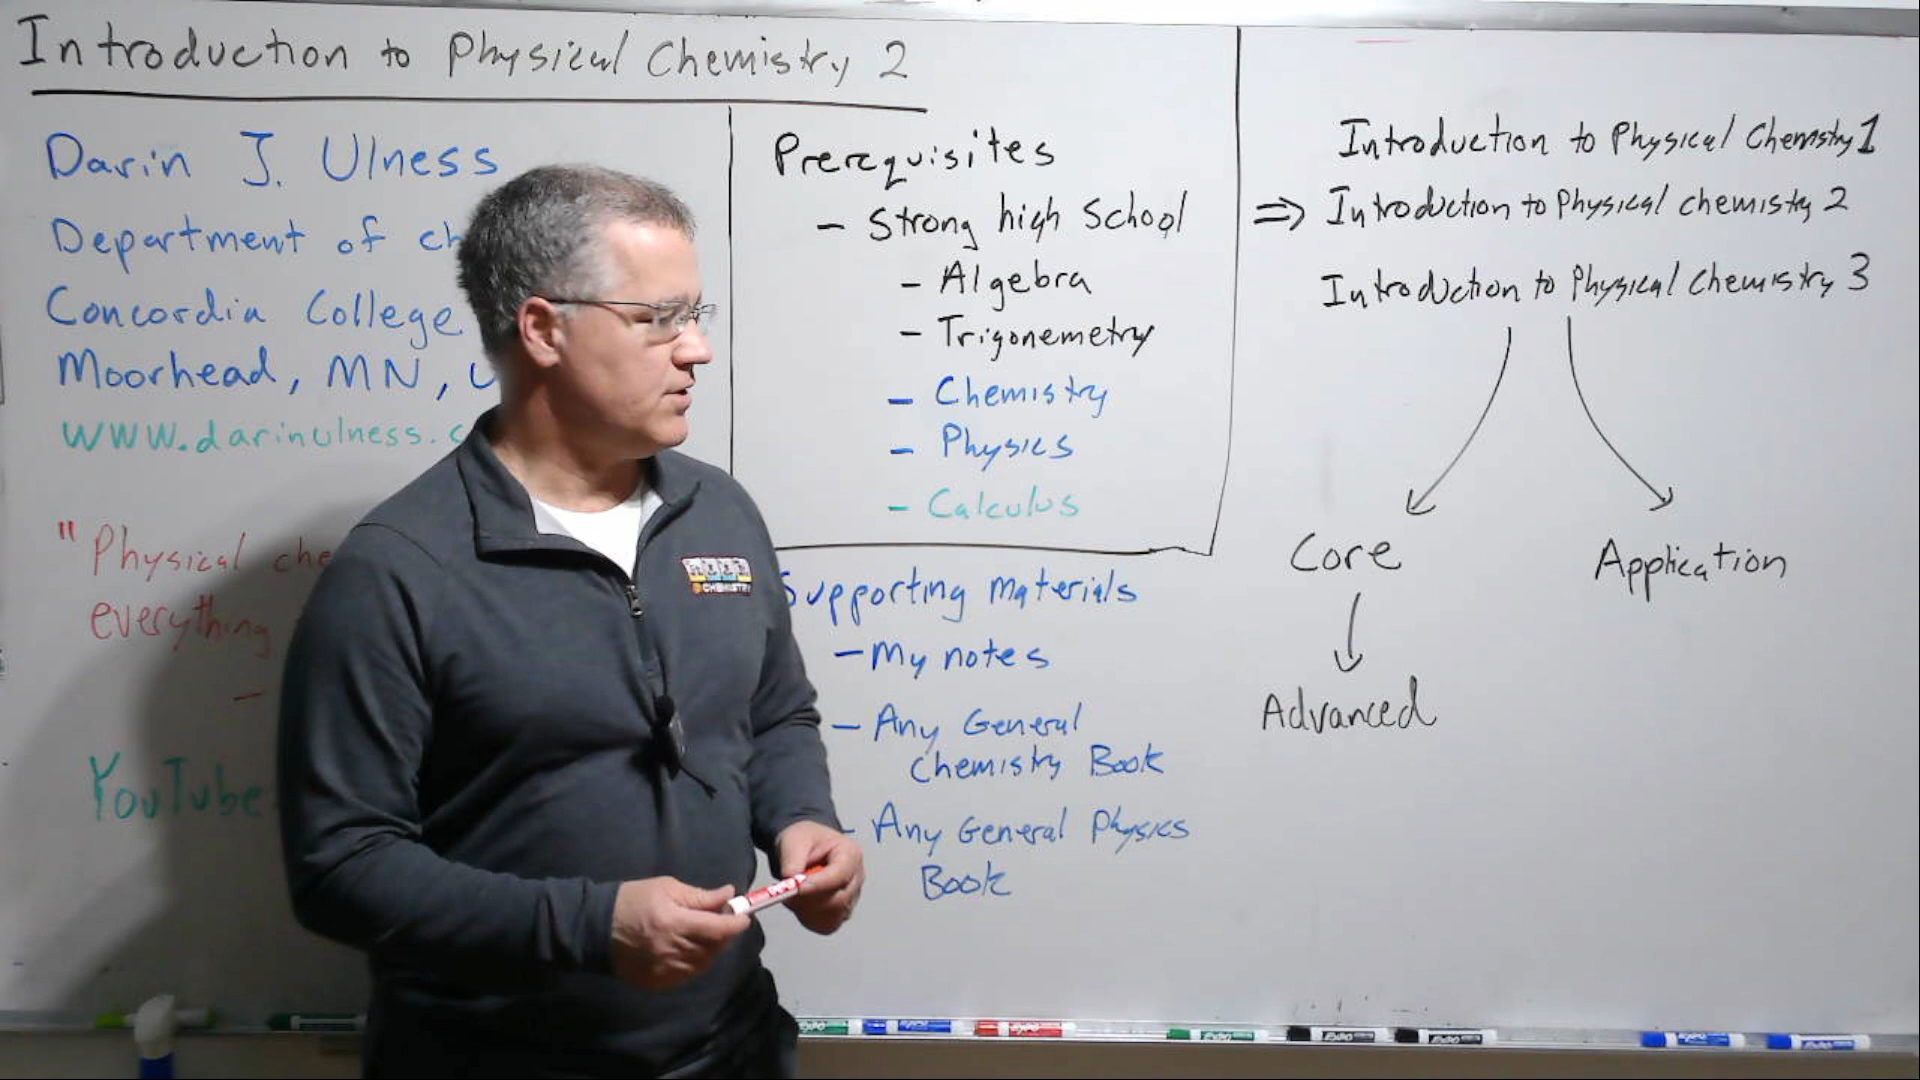 Introduction to Physical Chemistry 2
Darin J. Ulness
Department of ch
Concordia College
Moorhead, MN, U
www.darinulness.c
"Physical che
everything
YouTube
Prerequisites
- Strong high School
- Algebra
- Trigonemetry
- Chemistry
- Physics
- Calculus
Supporting Materials
- My notes
- Any General
Chemistry Book
- Any General Physics
Book
Introduction to Physical Chemistry 1
⇒ Introduction to Physical chemistry 2
Introduction to Physical Chemistry 3
Core
Application
Advanced
CHEMISTRY